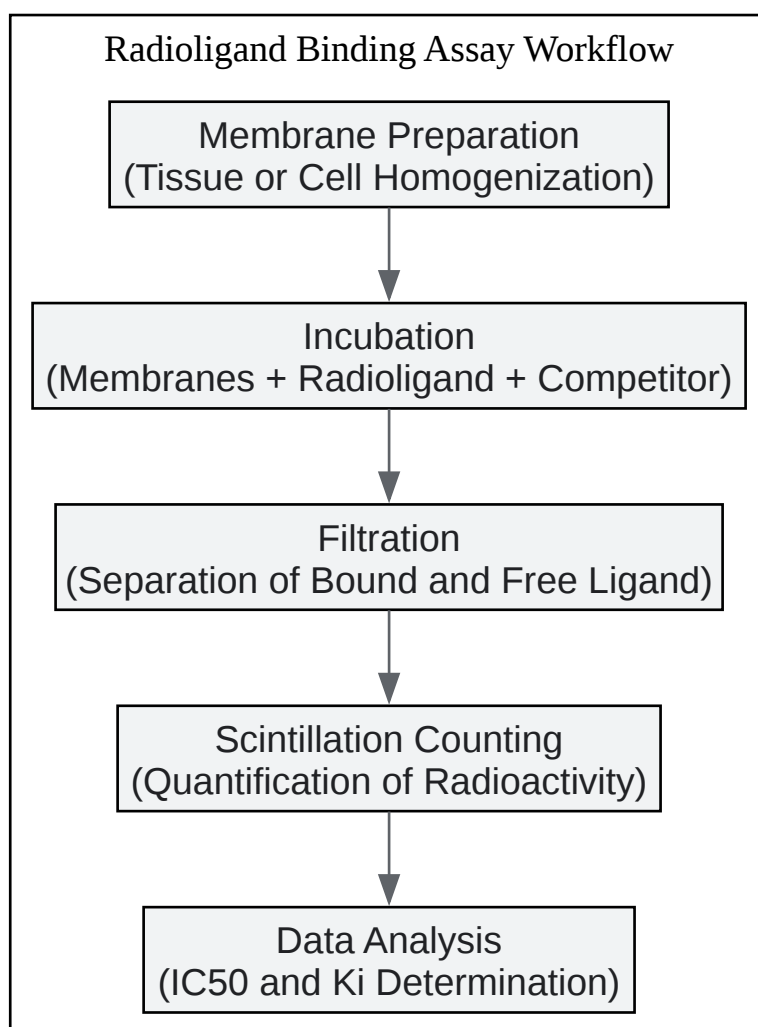 Radioligand Binding Assay Workflow
Membrane Preparation
(Tissue or Cell Homogenization)
Incubation
(Membranes + Radioligand + Competitor)
Filtration
(Separation of Bound and Free Ligand)
Scintillation Counting
(Quantification of Radioactivity)
Data Analysis
(IC50 and Ki Determination)